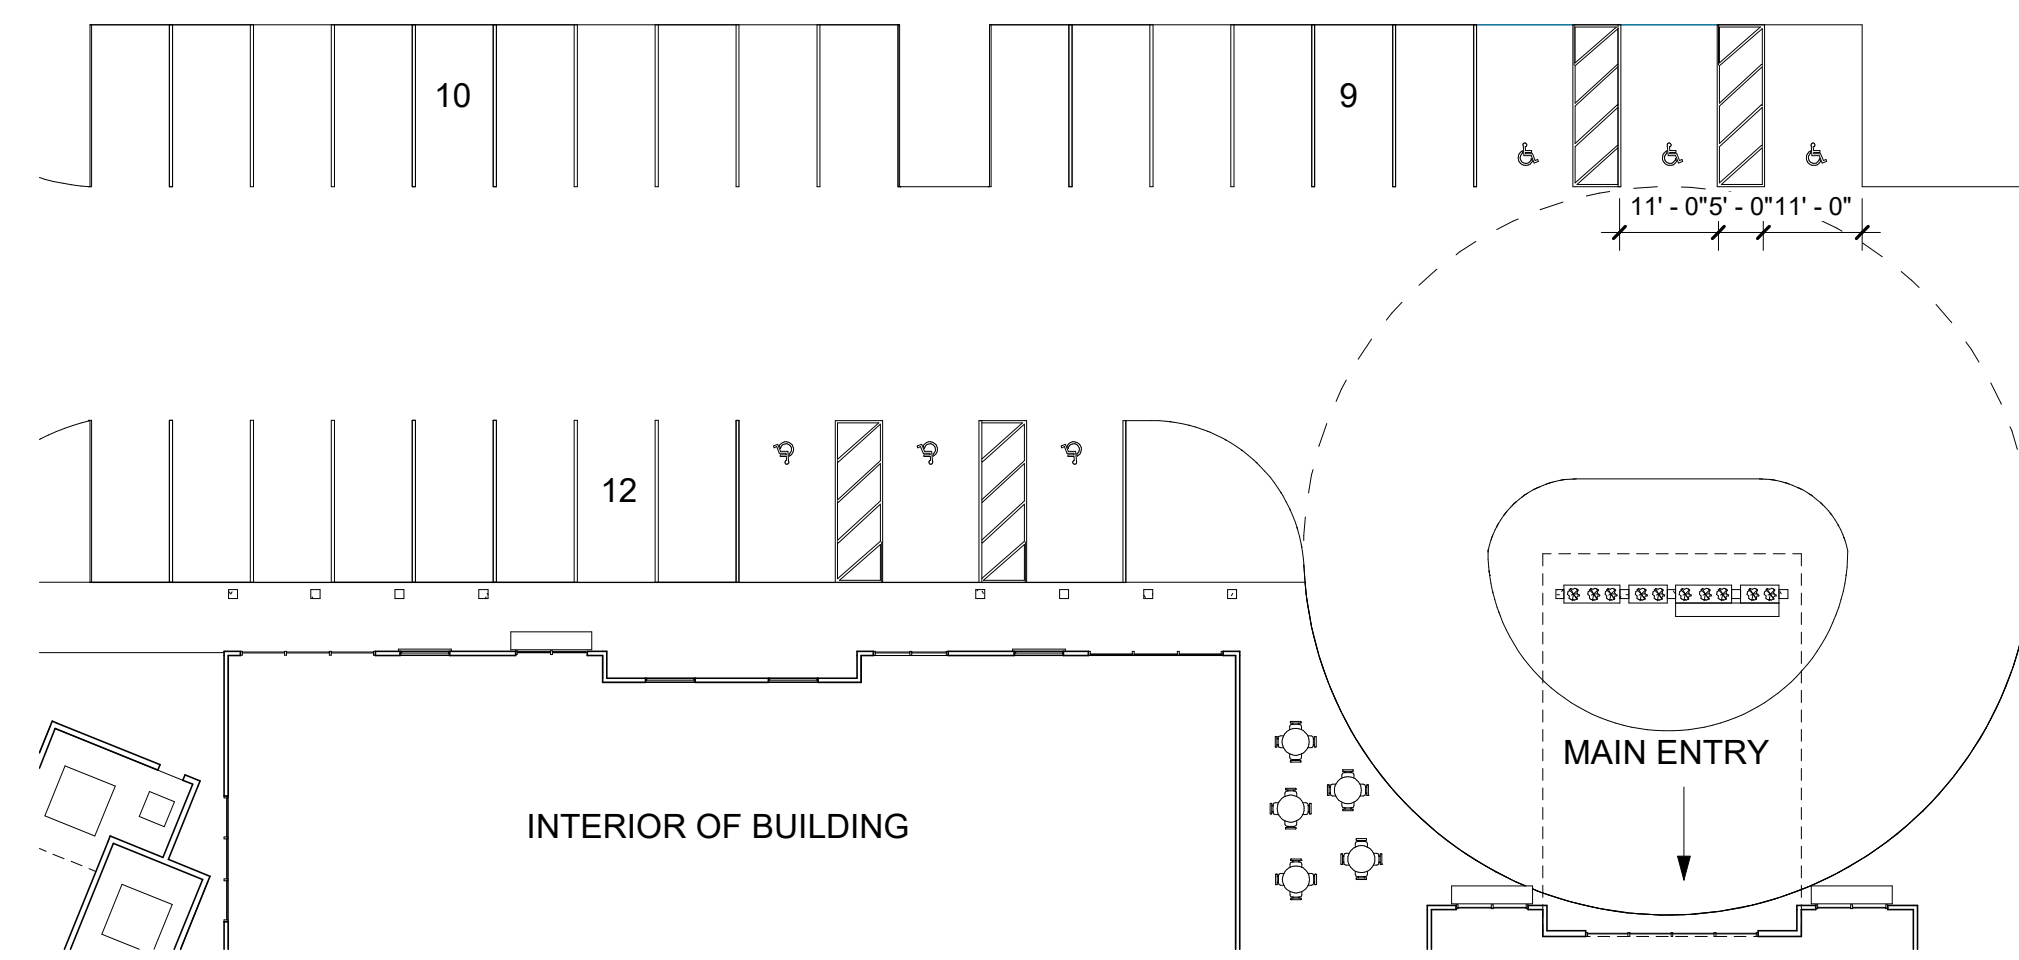 10
9
11' - 0" 5' - 0" 11' - 0"
12
MAIN ENTRY
INTERIOR OF BUILDING